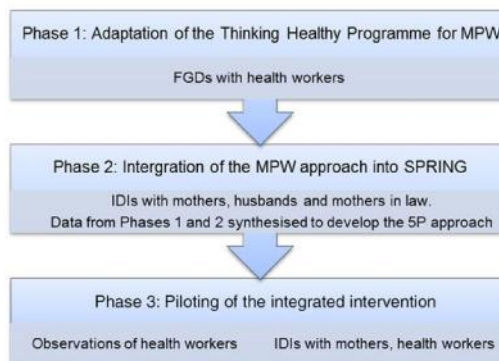 Phase 1: Adaptation of the Thinking Healthy Programme for MPW
FGDs with health workers
Phase 2: Intergration of the MPW approach into SPRING
IDIs with mothers, husbands and mothers in law.
Data from Phases 1 and 2 synthesised to develop the 5P approach
Phase 3: Piloting of the integrated intervention
Observations of health workers IDIs with mothers, health workers